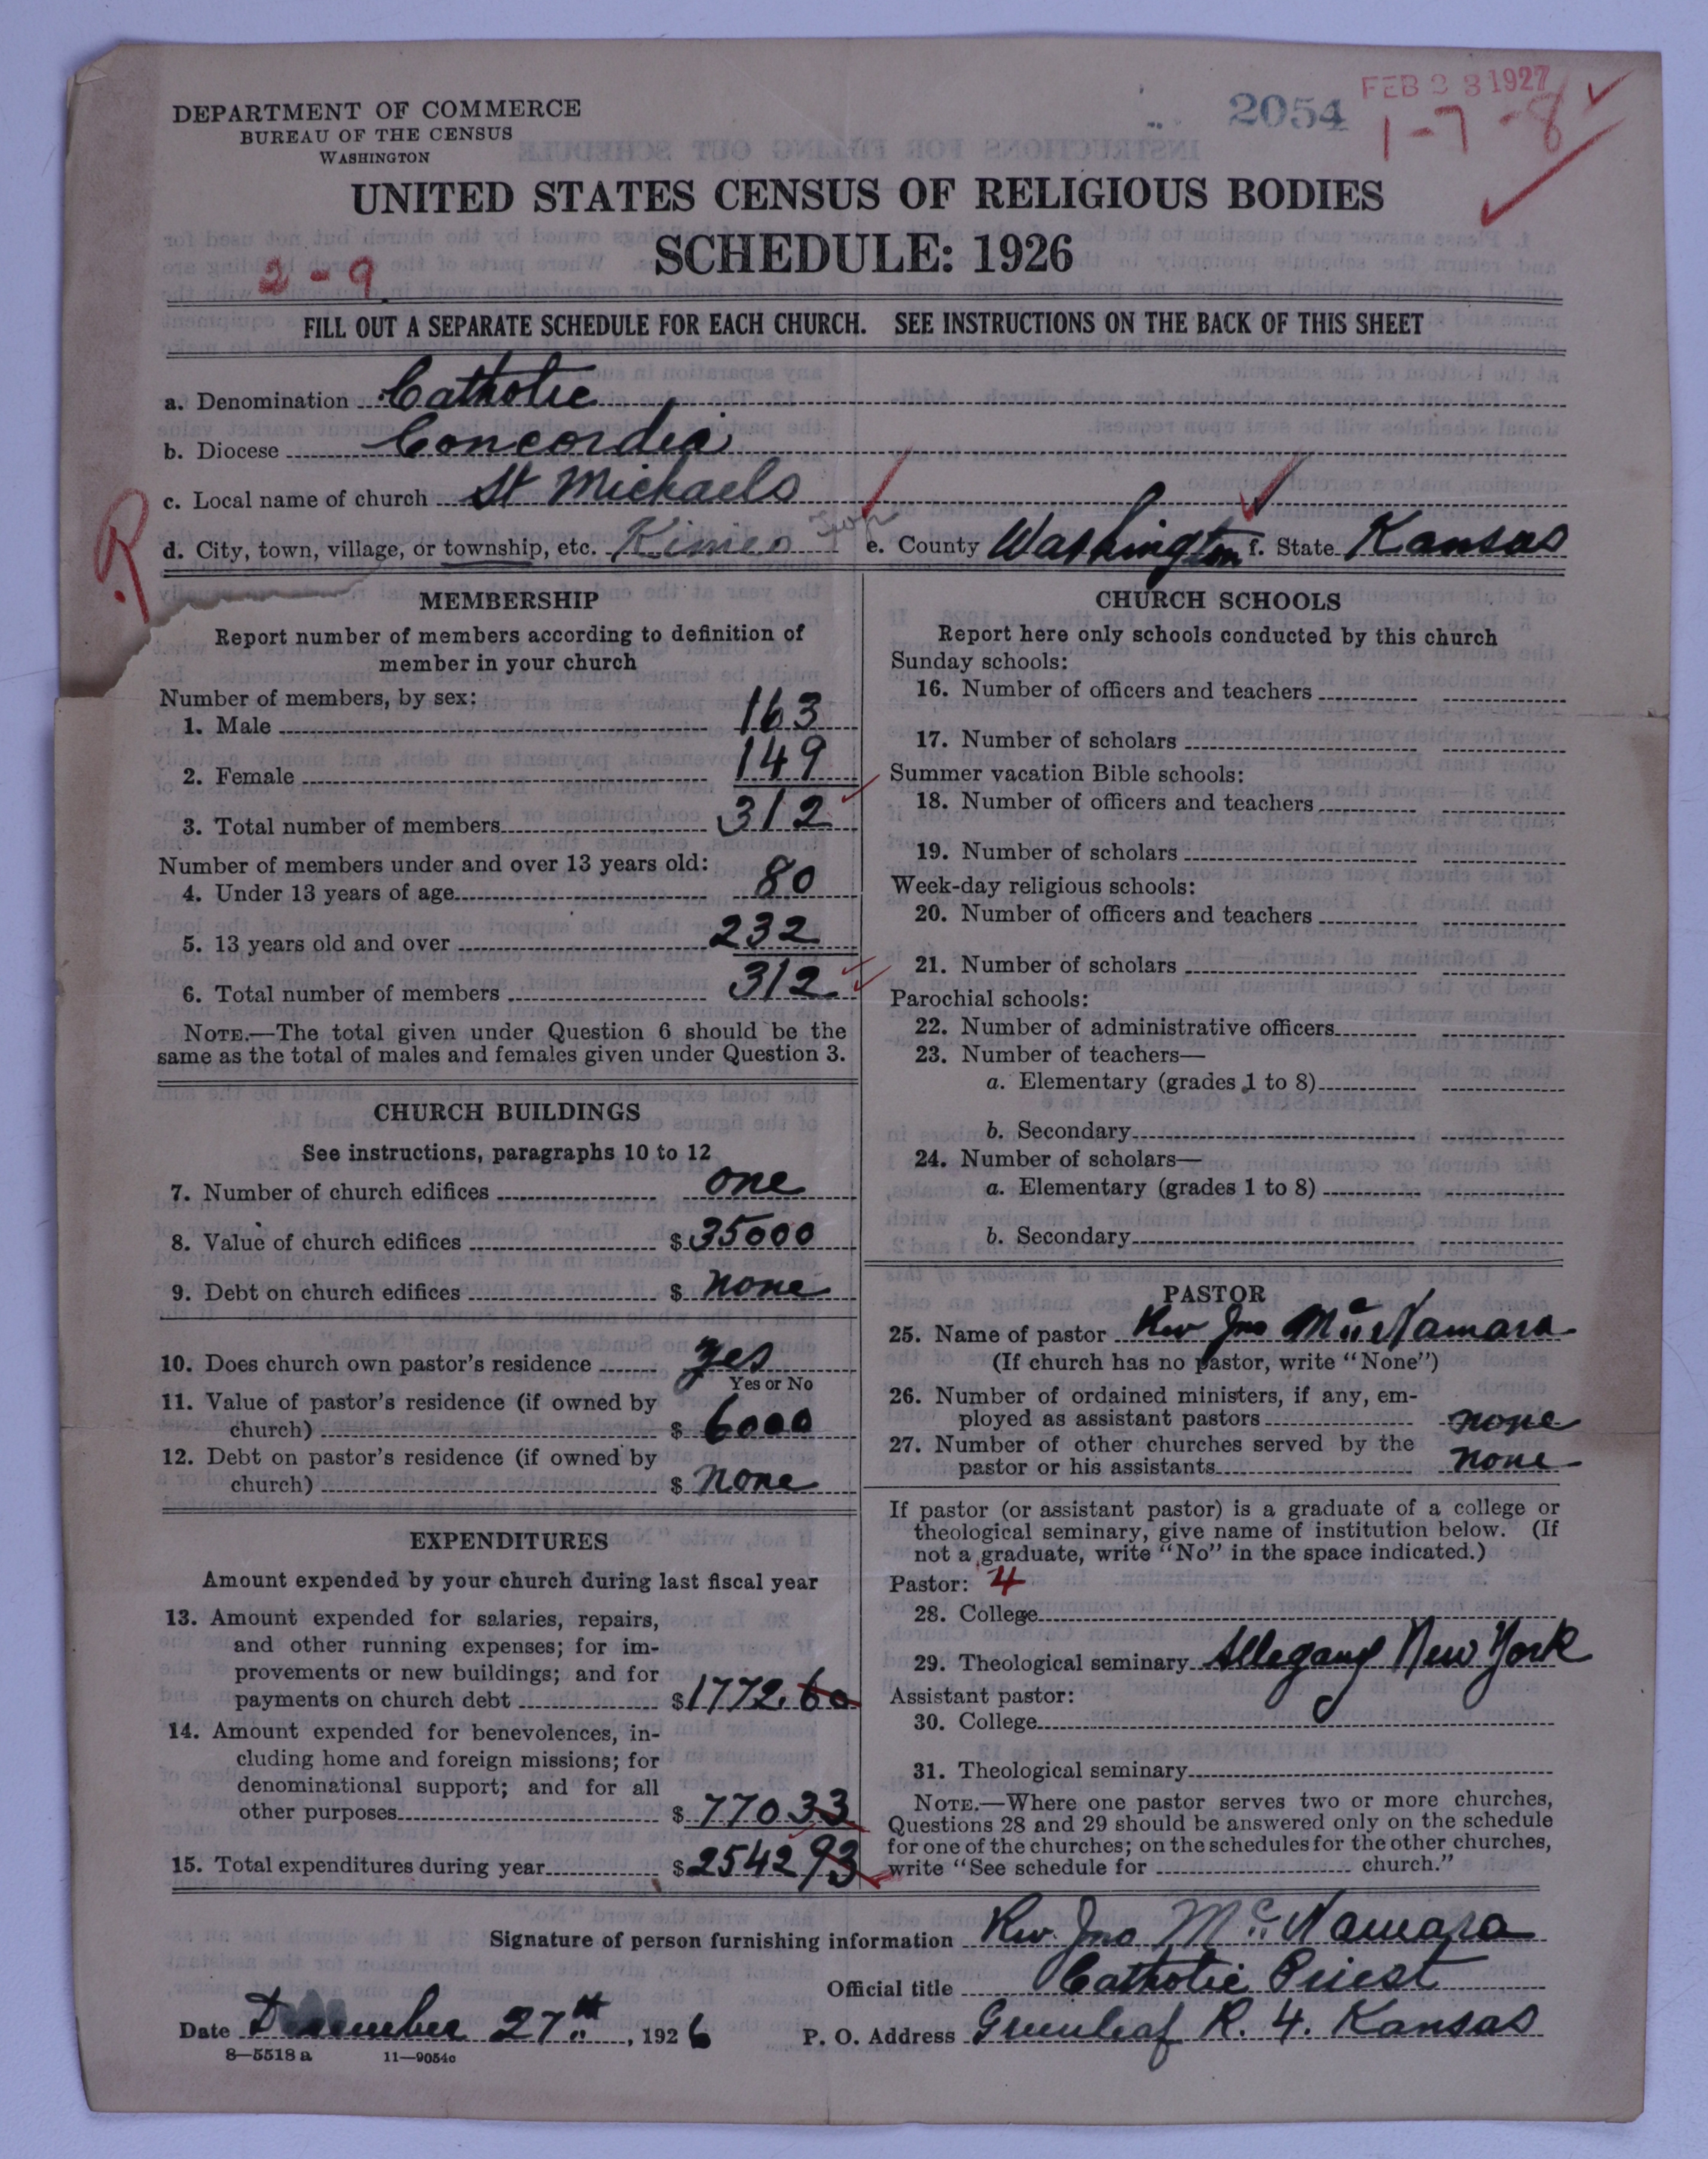 DEPARTMENT OF COMMERCE
BUREAU OF THE CENSUS
WASHINGTON
2054
FEB 23 1927
1-7-8
UNITED STATES CENSUS OF RELIGIOUS BODIES
SCHEDULE: 1926
2-9
FILL OUT A SEPARATE SCHEDULE FOR EACH CHURCH. SEE INSTRUCTIONS ON THE BACK OF THIS SHEET
a. Denomination Catholic
b. Diocese Concordia
c. Local name of church St Michaels
d. City, town, village, or township, etc. Kimeo Twp e. County Washington f. State Kansas
MEMBERSHIP
Report number of members according to definition of
member in your church
Number of members, by sex:
1. Male 163
2. Female 149
3. Total number of members 312
Number of members under and over 13 years old:
4. Under 13 years of age 80
5. 13 years old and over 232
6. Total number of members 312
NOTE.—The total given under Question 6 should be the
same as the total of males and females given under Question 3.
CHURCH BUILDINGS
See instructions, paragraphs 10 to 12
7. Number of church edifices one
8. Value of church edifices $ 35000
9. Debt on church edifices $ none
10. Does church own pastor's residence yes
Yes or No
11. Value of pastor's residence (if owned by
church) $ 6000
12. Debt on pastor's residence (if owned by
church) $ none
EXPENDITURES
Amount expended by your church during last fiscal year
13. Amount expended for salaries, repairs,
and other running expenses; for im-
provements or new buildings; and for
payments on church debt $ 1772.60
14. Amount expended for benevolences, in-
cluding home and foreign missions; for
denominational support; and for all
other purposes $ 770 33
15. Total expenditures during year $ 2542 93
CHURCH SCHOOLS
Report here only schools conducted by this church
Sunday schools:
16. Number of officers and teachers
17. Number of scholars
Summer vacation Bible schools:
18. Number of officers and teachers
19. Number of scholars
Week-day religious schools:
20. Number of officers and teachers
21. Number of scholars
Parochial schools:
22. Number of administrative officers
23. Number of teachers—
a. Elementary (grades 1 to 8)
b. Secondary
24. Number of scholars—
a. Elementary (grades 1 to 8)
b. Secondary
PASTOR
25. Name of pastor Rev Jno McNamara
(If church has no pastor, write "None")
26. Number of ordained ministers, if any, em-
ployed as assistant pastors none
27. Number of other churches served by the
pastor or his assistants none
If pastor (or assistant pastor) is a graduate of a college or
theological seminary, give name of institution below. (If
not a graduate, write "No" in the space indicated.)
Pastor: 4
28. College
29. Theological seminary Allegany New York
Assistant pastor:
30. College
31. Theological seminary
NOTE.—Where one pastor serves two or more churches,
Questions 28 and 29 should be answered only on the schedule
for one of the churches; on the schedules for the other churches,
write "See schedule for church."
Signature of person furnishing information Rev. Jno McNamara
Official title Catholic Priest
Date December 27th, 1926 P. O. Address Greenleaf R. 4. Kansas
8—5518 a 11—9054c